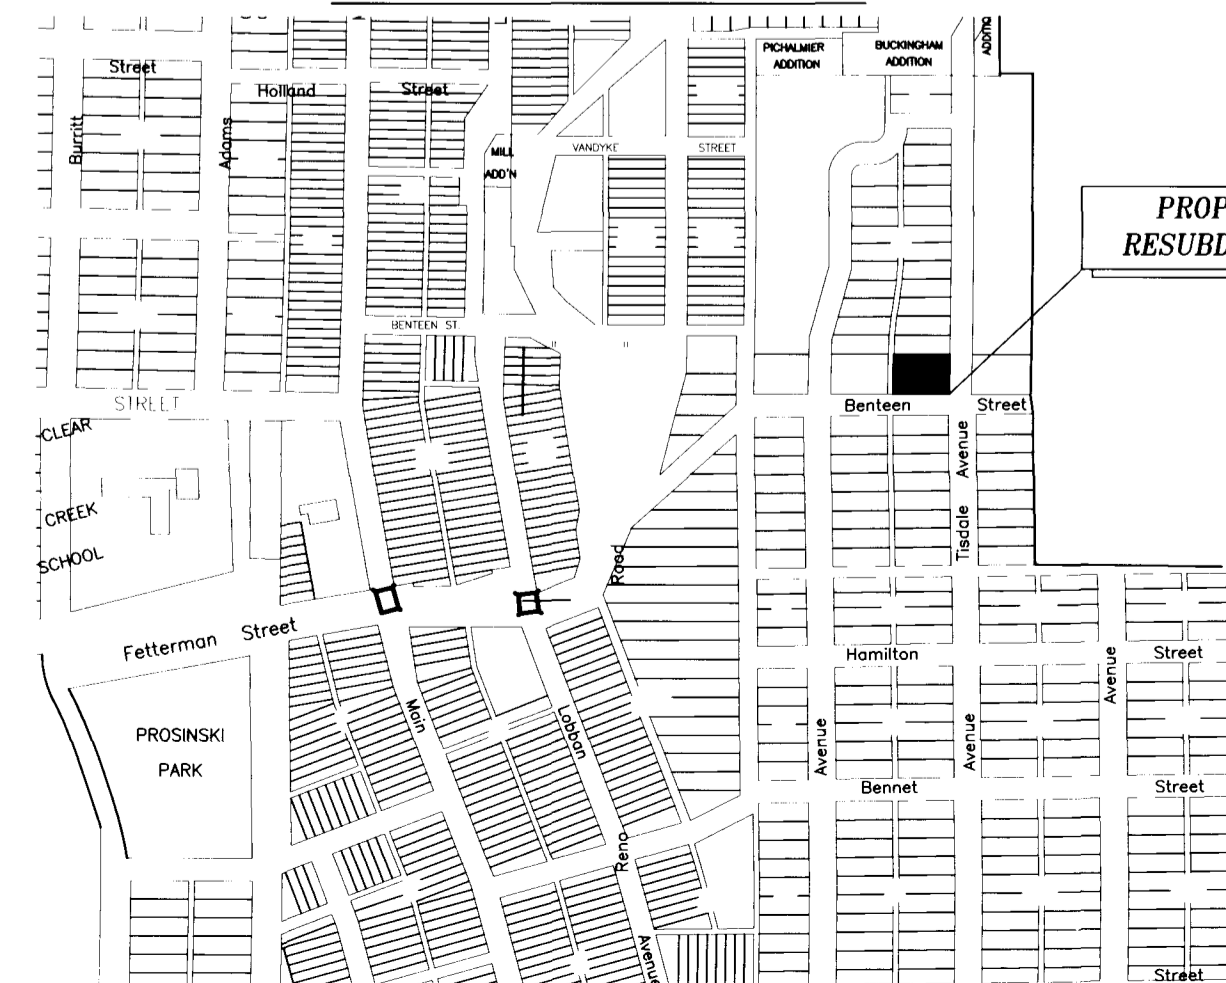 PICHALMIER
ADDITION
BUCKINGHAM
ADDITION
Street
Holland
Street
Burritt
Adams
MILL
ADD'N
VANDYKE
STREET
PROP
RESUBD
BENTEEN ST.
STREET
Benteen
Street
CLEAR
CREEK
SCHOOL
Tisdale Avenue
Road
Fetterman Street
Hamilton
Street
PROSINSKI
PARK
Main
Lobban
Avenue
Avenue
Avenue
Bennet
Street
Reno
Avenue
Street